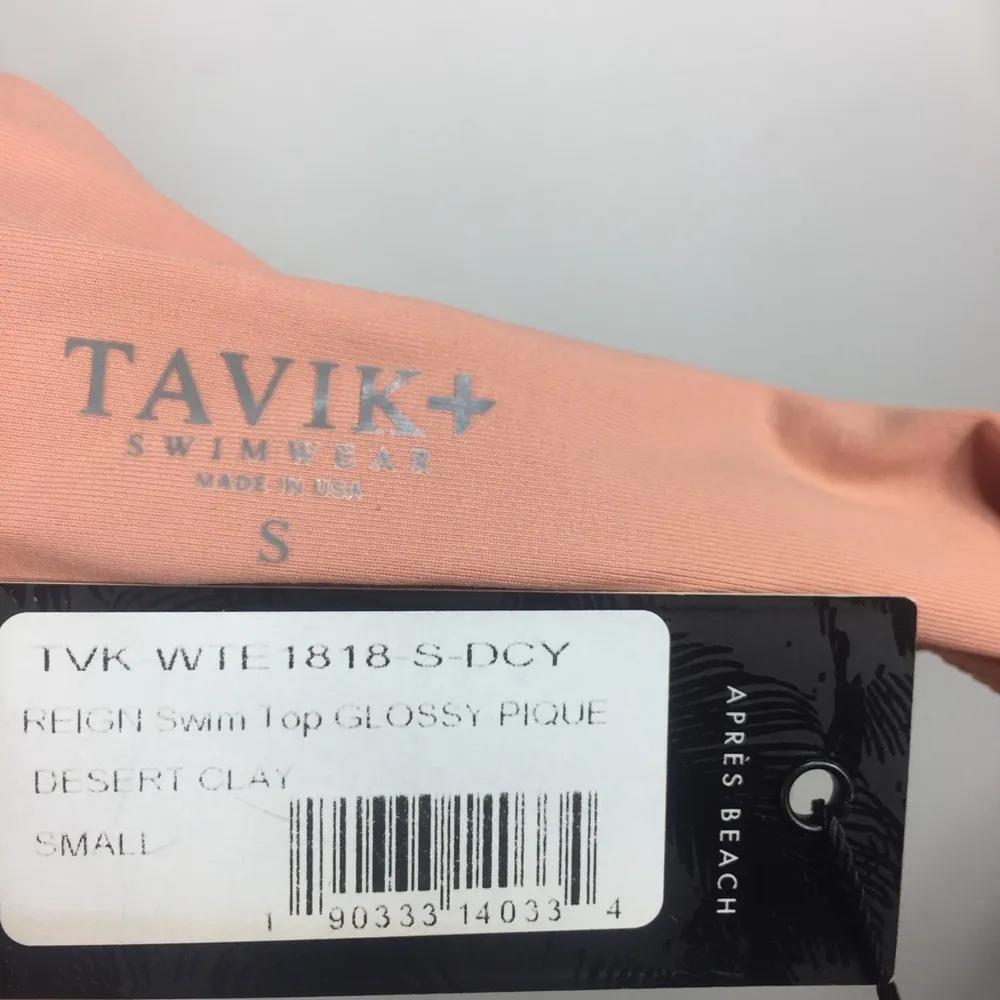 TAVIK+
SWIMWEAR
MADE IN USA
S
TVK-WTE1818-S-DCY
REIGN Swim Top GLOSSY PIQUE
DESERT CLAY
SMALL
1 90333 14033 4
APRÈS BEACH